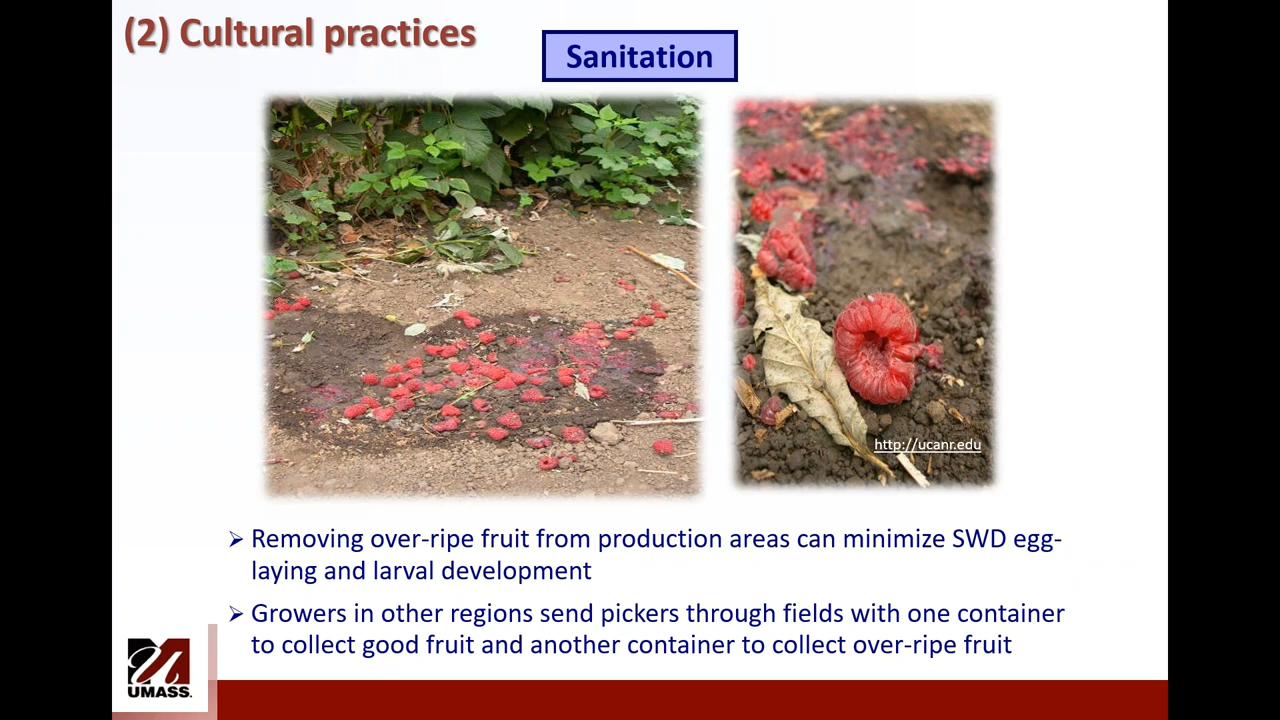 (2) Cultural practices
Sanitation
http://ucanr.edu
➢ Removing over-ripe fruit from production areas can minimize SWD egg-
laying and larval development
➢ Growers in other regions send pickers through fields with one container
to collect good fruit and another container to collect over-ripe fruit
UMASS.